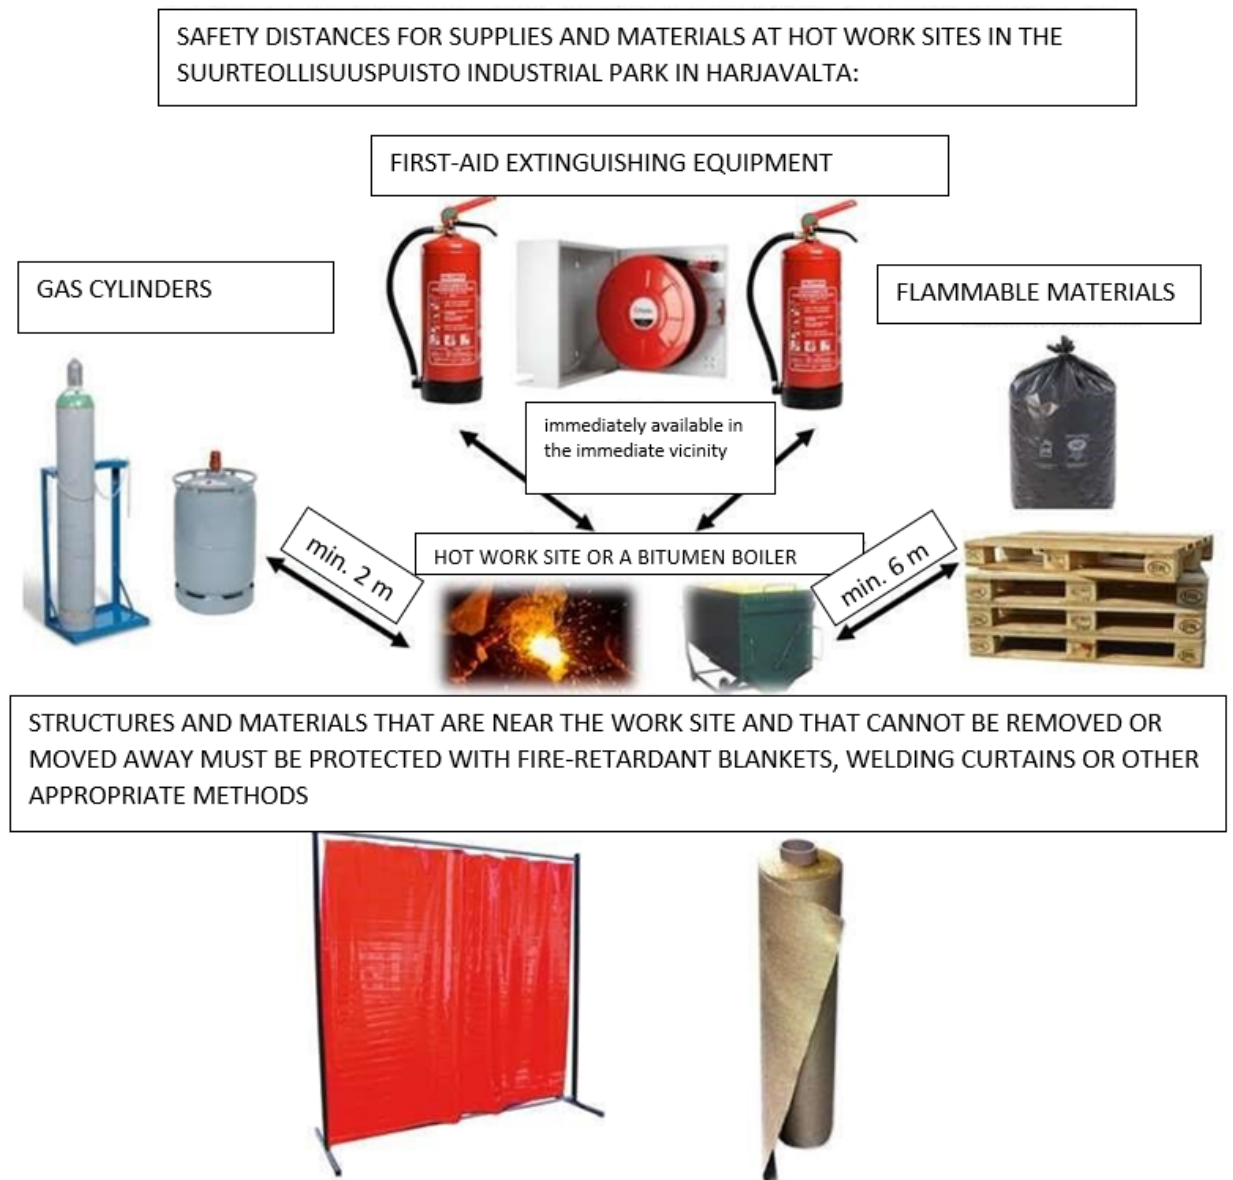 SAFETY DISTANCES FOR SUPPLIES AND MATERIALS AT HOT WORK SITES IN THE
SUURTEOLLISUUSPUISTO INDUSTRIAL PARK IN HARJAVALTA:
FIRST-AID EXTINGUISHING EQUIPMENT
GAS CYLINDERS
FLAMMABLE MATERIALS
immediately available in
the immediate vicinity
min. 2 m
HOT WORK SITE OR A BITUMEN BOILER
min. 6 m
STRUCTURES AND MATERIALS THAT ARE NEAR THE WORK SITE AND THAT CANNOT BE REMOVED OR
MOVED AWAY MUST BE PROTECTED WITH FIRE-RETARDANT BLANKETS, WELDING CURTAINS OR OTHER
APPROPRIATE METHODS